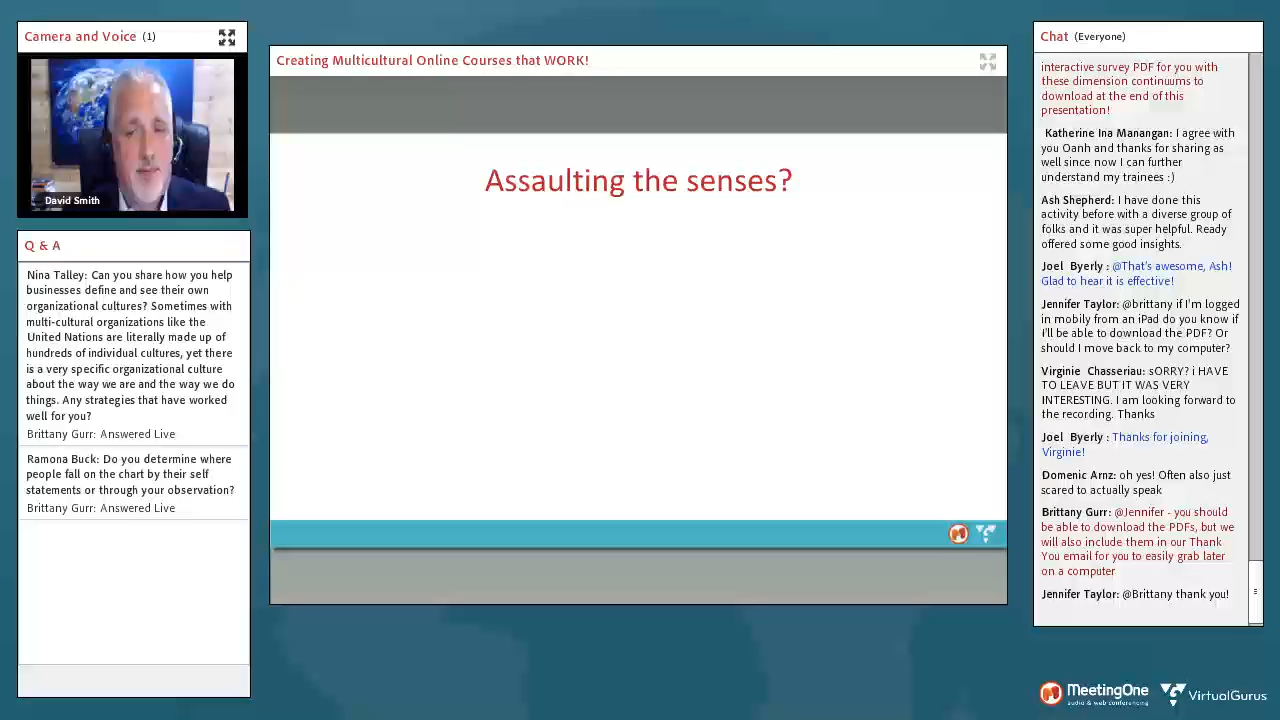 Camera and Voice (1)
David Smith
Q & A
Nina Talley: Can you share how you help
businesses define and see their own
organizational cultures? Sometimes with
multi-cultural organizations like the
United Nations are literally made up of
hundreds of individual cultures, yet there
is a very specific organizational culture
about the way we are and the way we do
things. Any strategies that have worked
well for you?
Brittany Gurr: Answered Live
Ramona Buck: Do you determine where
people fall on the chart by their self
statements or through your observation?
Brittany Gurr: Answered Live
Creating Multicultural Online Courses that WORK!
Assaulting the senses?
Chat (Everyone)
interactive survey PDF for you with
these dimension continuums to
download at the end of this
presentation!
Katherine Ina Manangan: I agree with
you Oanh and thanks for sharing as
well since now I can further
understand my trainees :)
Ash Shepherd: I have done this
activity before with a diverse group of
folks and it was super helpful. Ready
offered some good insights.
Joel Byerly : @That's awesome, Ash!
Glad to hear it is effective!
Jennifer Taylor: @brittany if I'm logged
in mobily from an iPad do you know if
i'll be able to download the PDF? Or
should I move back to my computer?
Virginie Chasseriau: sORRY? i HAVE
TO LEAVE BUT IT WAS VERY
INTERESTING. I am looking forward to
the recording. Thanks
Joel Byerly : Thanks for joining,
Virginie!
Domenic Arnz: oh yes! Often also just
scared to actually speak
Brittany Gurr: @Jennifer - you should
be able to download the PDFs, but we
will also include them in our Thank
You email for you to easily grab later
on a computer
Jennifer Taylor: @Brittany thank you!
MeetingOne
audio & web conferencing
VirtualGurus